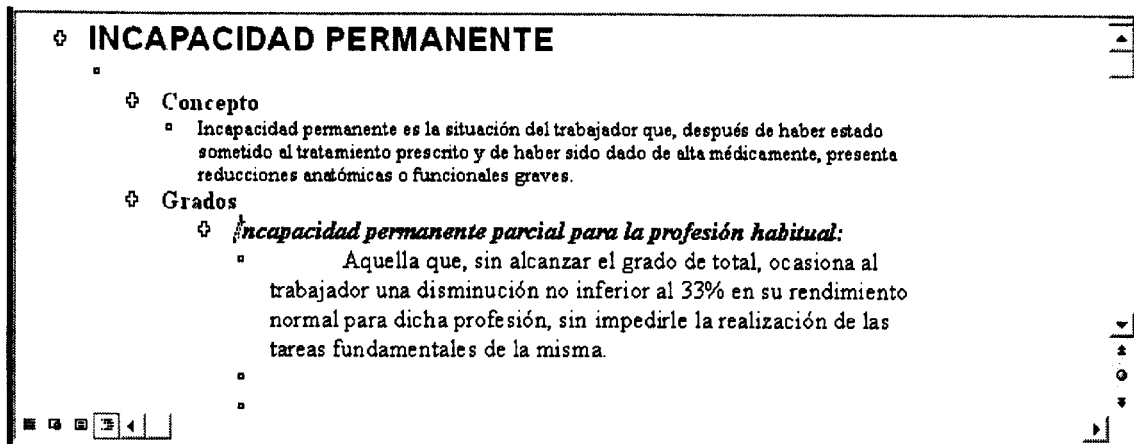 INCAPACIDAD PERMANENTE
Concepto
Incapacidad permanente es la situación del trabajador que, después de haber estado
sometido al tratamiento prescrito y de haber sido dado de alta médicamente, presenta
reducciones anatómicas o funcionales graves.
Grados
Incapacidad permanente parcial para la profesión habitual:
Aquella que, sin alcanzar el grado de total, ocasiona al
trabajador una disminución no inferior al 33% en su rendimiento
normal para dicha profesión, sin impedirle la realización de las
tareas fundamentales de la misma.